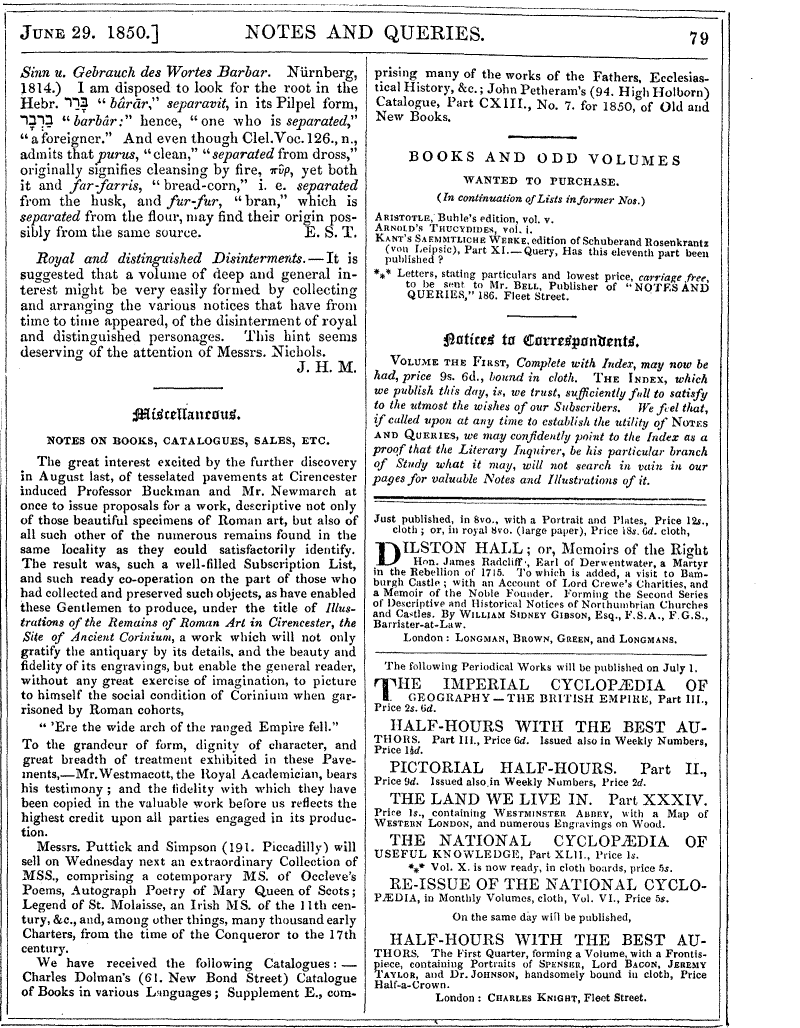 JUNE 29. 1850.] NOTES AND QUERIES. 79
Sinn u. Gebrauch des Wortes Barbar. Nürnberg,
1814.) I am disposed to look for the root in the
Hebr. בָּרַר “bârăr,” separavit, in its Pilpel form,
בַּרְבַּר “barbâr:” hence, “one who is separated,”
“a foreigner.” And even though Clel. Voc. 126., n.,
admits that purus, “clean,” “separated from dross,”
originally signifies cleansing by fire, πῦρ, yet both
it and far-farris, “bread-corn,” i. e. separated
from the husk, and fur-fur, “bran,” which is
separated from the flour, may find their origin pos-
sibly from the same source. E. S. T.
Royal and distinguished Disinterments.—It is
suggested that a volume of deep and general in-
terest might be very easily formed by collecting
and arranging the various notices that have from
time to time appeared, of the disinterment of royal
and distinguished personages. This hint seems
deserving of the attention of Messrs. Nichols.
J. H. M.
Miscellaneous.
NOTES ON BOOKS, CATALOGUES, SALES, ETC.
The great interest excited by the further discovery
in August last, of tesselated pavements at Cirencester
induced Professor Buckman and Mr. Newmarch at
once to issue proposals for a work, descriptive not only
of those beautiful specimens of Roman art, but also of
all such other of the numerous remains found in the
same locality as they could satisfactorily identify.
The result was, such a well-filled Subscription List,
and such ready co-operation on the part of those who
had collected and preserved such objects, as have enabled
these Gentlemen to produce, under the title of Illus-
trations of the Remains of Roman Art in Cirencester, the
Site of Ancient Corinium, a work which will not only
gratify the antiquary by its details, and the beauty and
fidelity of its engravings, but enable the general reader,
without any great exercise of imagination, to picture
to himself the social condition of Corinium when gar-
risoned by Roman cohorts,
“ 'Ere the wide arch of the ranged Empire fell.”
To the grandeur of form, dignity of character, and
great breadth of treatment exhibited in these Pave-
ments,—Mr. Westmacott, the Royal Academician, bears
his testimony; and the fidelity with which they have
been copied in the valuable work before us reflects the
highest credit upon all parties engaged in its produc-
tion.
Messrs. Puttick and Simpson (191. Piccadilly) will
sell on Wednesday next an extraordinary Collection of
MSS., comprising a cotemporary MS. of Occleve's
Poems, Autograph Poetry of Mary Queen of Scots;
Legend of St. Molaisse, an Irish MS. of the 11th cen-
tury, &c., and, among other things, many thousand early
Charters, from the time of the Conqueror to the 17th
century.
We have received the following Catalogues:—
Charles Dolman's (61. New Bond Street) Catalogue
of Books in various Languages; Supplement E., com-
prising many of the works of the Fathers, Ecclesias-
tical History, &c.; John Petheram's (94. High Holborn)
Catalogue, Part CXIII., No. 7. for 1850, of Old and
New Books.
BOOKS AND ODD VOLUMES
WANTED TO PURCHASE.
(In continuation of Lists in former Nos.)
ARISTOTLE, Buhle's edition, vol. v.
ARNOLD'S THUCYDIDES, vol. i.
KANT'S SAEMMTLICHE WERKE, edition of Schuber and Rosenkrantz
(von Leipsic), Part XI.—Query, Has this eleventh part been
published?
*** Letters, stating particulars and lowest price, carriage free,
to be sent to Mr. BELL, Publisher of “NOTES AND
QUERIES,” 186. Fleet Street.
Notices to Correspondents.
VOLUME THE FIRST, Complete with Index, may now be
had, price 9s. 6d., bound in cloth. THE INDEX, which
we publish this day, is, we trust, sufficiently full to satisfy
to the utmost the wishes of our Subscribers. We feel that,
if called upon at any time to establish the utility of NOTES
AND QUERIES, we may confidently point to the Index as a
proof that the Literary Inquirer, be his particular branch
of Study what it may, will not search in vain in our
pages for valuable Notes and Illustrations of it.
Just published, in 8vo., with a Portrait and Plates, Price 12s.,
cloth; or, in royal 8vo. (large paper), Price 18s. 6d. cloth,
DILSTON HALL; or, Memoirs of the Right
Hon. James Radcliff, Earl of Derwentwater, a Martyr
in the Rebellion of 1715. To which is added, a visit to Bam-
burgh Castle; with an Account of Lord Crewe's Charities, and
a Memoir of the Noble Founder. Forming the Second Series
of Descriptive and Historical Notices of Northumbrian Churches
and Castles. By WILLIAM SIDNEY GIBSON, Esq., F.S.A., F.G.S.,
Barrister-at-Law.
London: LONGMAN, BROWN, GREEN, and LONGMANS.
The following Periodical Works will be published on July 1.
THE IMPERIAL CYCLOPÆDIA OF
GEOGRAPHY—THE BRITISH EMPIRE, Part III.,
Price 2s. 6d.
HALF-HOURS WITH THE BEST AU-
THORS. Part III., Price 6d. Issued also in Weekly Numbers,
Price 1½d.
PICTORIAL HALF-HOURS. Part II.,
Price 9d. Issued also in Weekly Numbers, Price 2d.
THE LAND WE LIVE IN. Part XXXIV.
Price 1s., containing WESTMINSTER ABBEY, with a Map of
WESTERN LONDON, and numerous Engravings on Wood.
THE NATIONAL CYCLOPÆDIA OF
USEFUL KNOWLEDGE, Part XLII., Price 1s.
*** Vol. X. is now ready, in cloth boards, price 5s.
RE-ISSUE OF THE NATIONAL CYCLO-
PÆDIA, in Monthly Volumes, cloth, Vol. VI., Price 5s.
On the same day will be published,
HALF-HOURS WITH THE BEST AU-
THORS. The First Quarter, forming a Volume, with a Frontis-
piece, containing Portraits of SPENSER, Lord BACON, JEREMY
TAYLOR, and Dr. JOHNSON, handsomely bound in cloth, Price
Half-a-Crown.
London: CHARLES KNIGHT, Fleet Street.